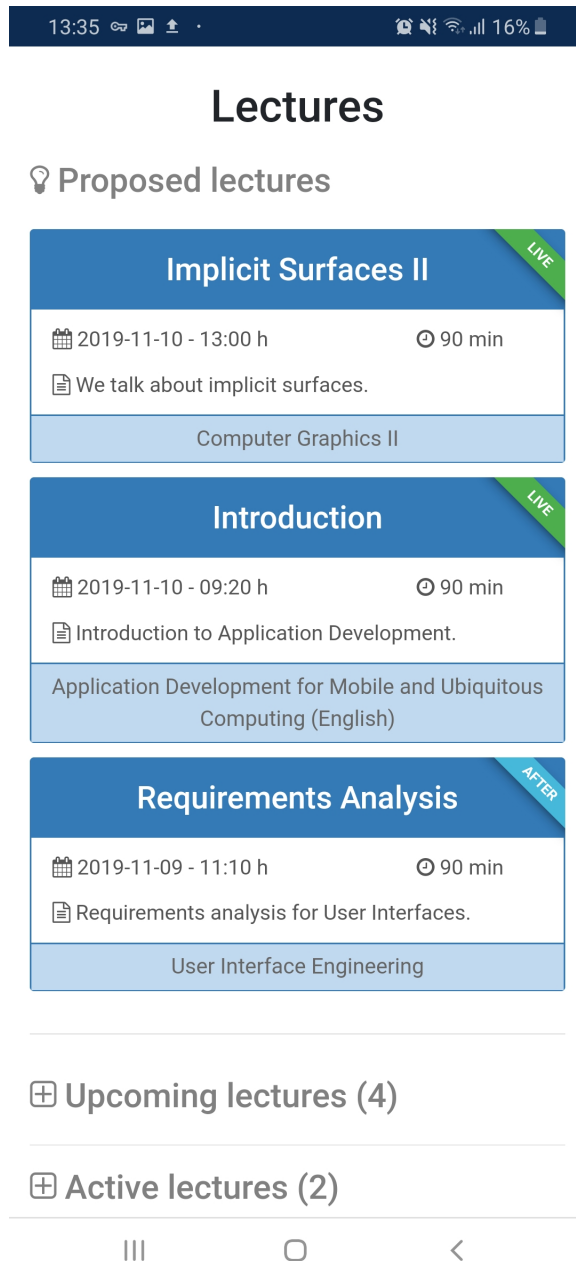 13:35
16%
Lectures
Proposed lectures
Implicit Surfaces II
LIVE
2019-11-10 - 13:00 h
90 min
We talk about implicit surfaces.
Computer Graphics II
Introduction
LIVE
2019-11-10 - 09:20 h
90 min
Introduction to Application Development.
Application Development for Mobile and Ubiquitous
Computing (English)
Requirements Analysis
AFTER
2019-11-09 - 11:10 h
90 min
Requirements analysis for User Interfaces.
User Interface Engineering
Upcoming lectures (4)
Active lectures (2)